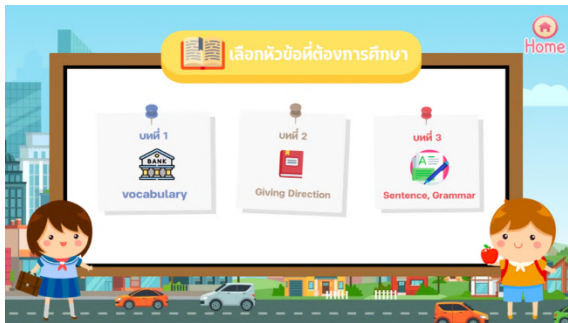 เลือกหัวข้อที่ต้องการศึกษา
Home
บทที่ 1
BANK
vocabulary
บทที่ 2
Giving Direction
บทที่ 3
A
Sentence, Grammar